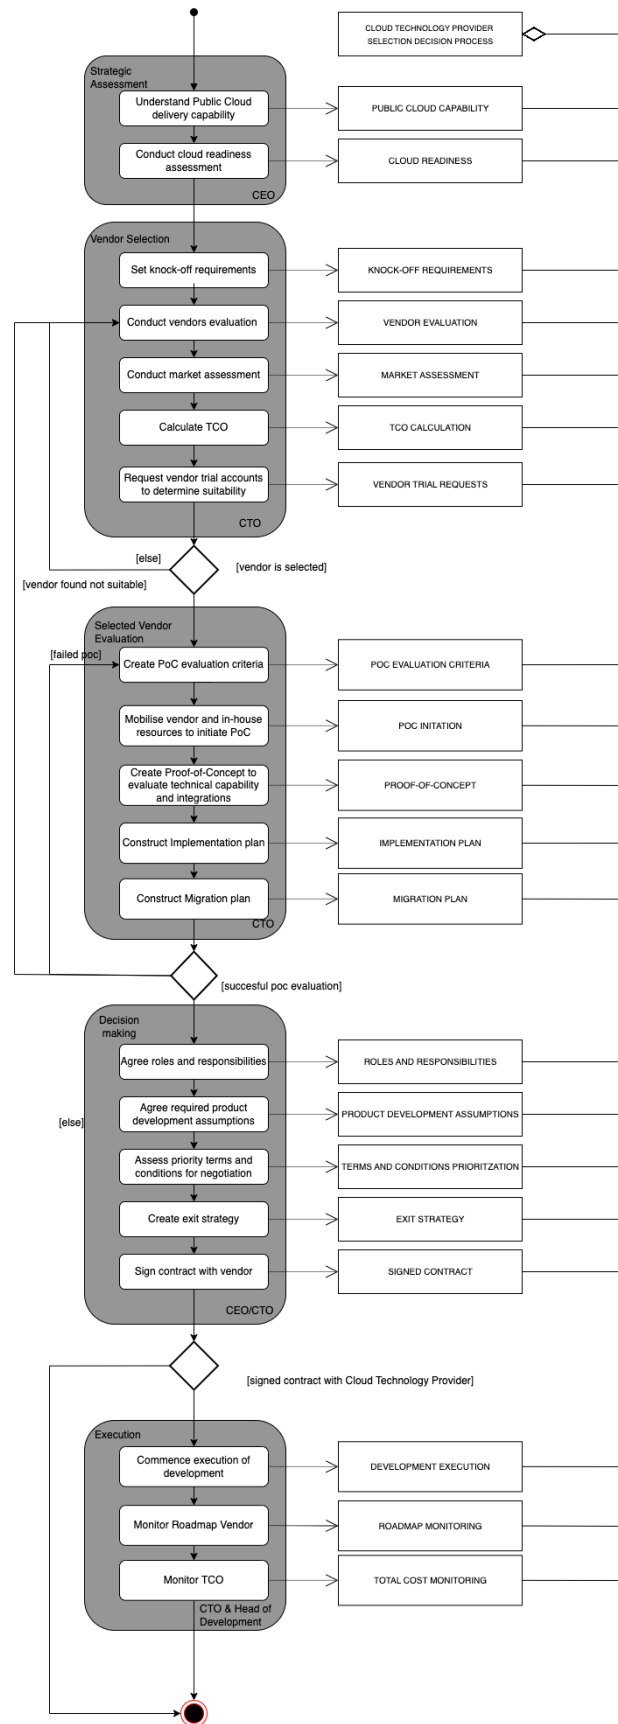 CLOUD TECHNOLOGY PROVIDER
SELECTION DECISION PROCESS
Strategic
Assessment
Understand Public Cloud
delivery capability
PUBLIC CLOUD CAPABILITY
Conduct cloud readiness
assessment
CLOUD READINESS
CEO
Vendor Selection
Set knock-off requirements
KNOCK-OFF REQUIREMENTS
Conduct vendors evaluation
VENDOR EVALUATION
Conduct market assessment
MARKET ASSESSMENT
Calculate TCO
TCO CALCULATION
Request vendor trial accounts
to determine suitability
VENDOR TRIAL REQUESTS
CTO
[else]
[vendor is selected]
[vendor found not suitable]
Selected Vendor
Evaluation
[failed poc]
Create PoC evaluation criteria
POC EVALUATION CRITERIA
Mobilise vendor and in-house
resources to initiate PoC
POC INITATION
Create Proof-of-Concept to
evaluate technical capability
and integrations
PROOF-OF-CONCEPT
Construct Implementation plan
IMPLEMENTATION PLAN
Construct Migration plan
MIGRATION PLAN
CTO
[succesful poc evaluation]
Decision
making
Agree roles and responsibilities
ROLES AND RESPONSIBILITIES
Agree required product
development assumptions
PRODUCT DEVELOPMENT ASSUMPTIONS
[else]
Assess priority terms and
conditions for negotiation
TERMS AND CONDITIONS PRIORITZATION
Create exit strategy
EXIT STRATEGY
Sign contract with vendor
SIGNED CONTRACT
CEO/CTO
[signed contract with Cloud Technology Provider]
Execution
Commence execution of
development
DEVELOPMENT EXECUTION
Monitor Roadmap Vendor
ROADMAP MONITORING
Monitor TCO
TOTAL COST MONITORING
CTO & Head of
Development